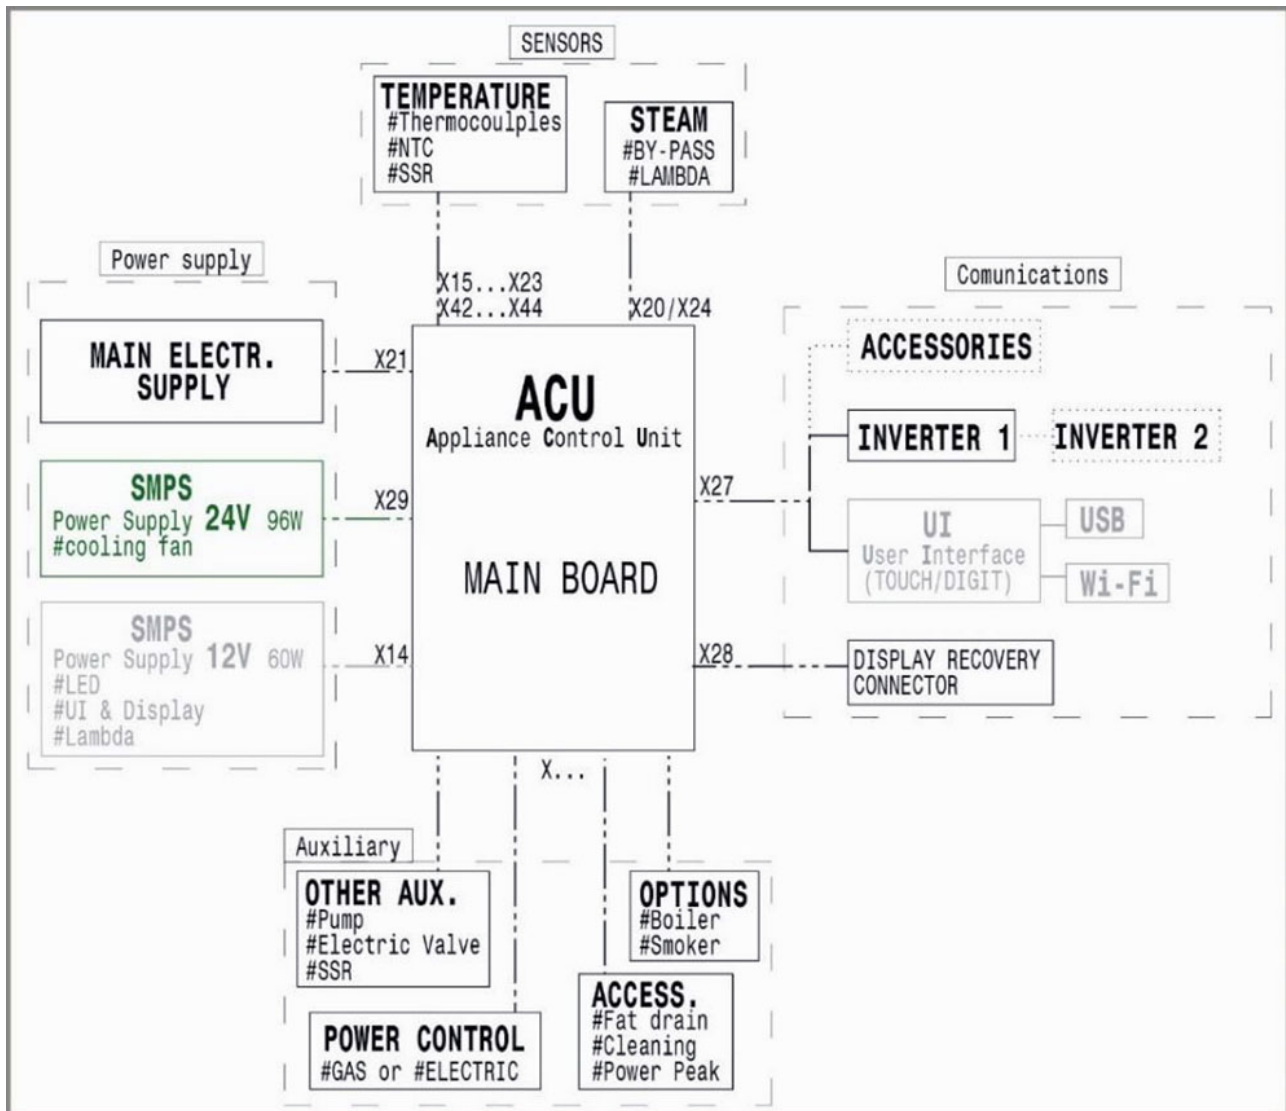 SENSORS
TEMPERATURE
#Thermocoulples
#NTC
#SSR
STEAM
#BY-PASS
#LAMBDA
X15...X23
X42...X44
X20/X24
Power supply
MAIN ELECTR.
SUPPLY
X21
SMPS
Power Supply 24V 96W
#cooling fan
X29
SMPS
Power Supply 12V 60W
#LED
#UI & Display
#Lambda
X14
ACU
Appliance Control Unit
MAIN BOARD
Comunications
ACCESSORIES
INVERTER 1
INVERTER 2
X27
UI
User Interface
(TOUCH/DIGIT)
USB
Wi-Fi
X28
DISPLAY RECOVERY
CONNECTOR
X...
Auxiliary
OTHER AUX.
#Pump
#Electric Valve
#SSR
POWER CONTROL
#GAS or #ELECTRIC
OPTIONS
#Boiler
#Smoker
ACCESS.
#Fat drain
#Cleaning
#Power Peak